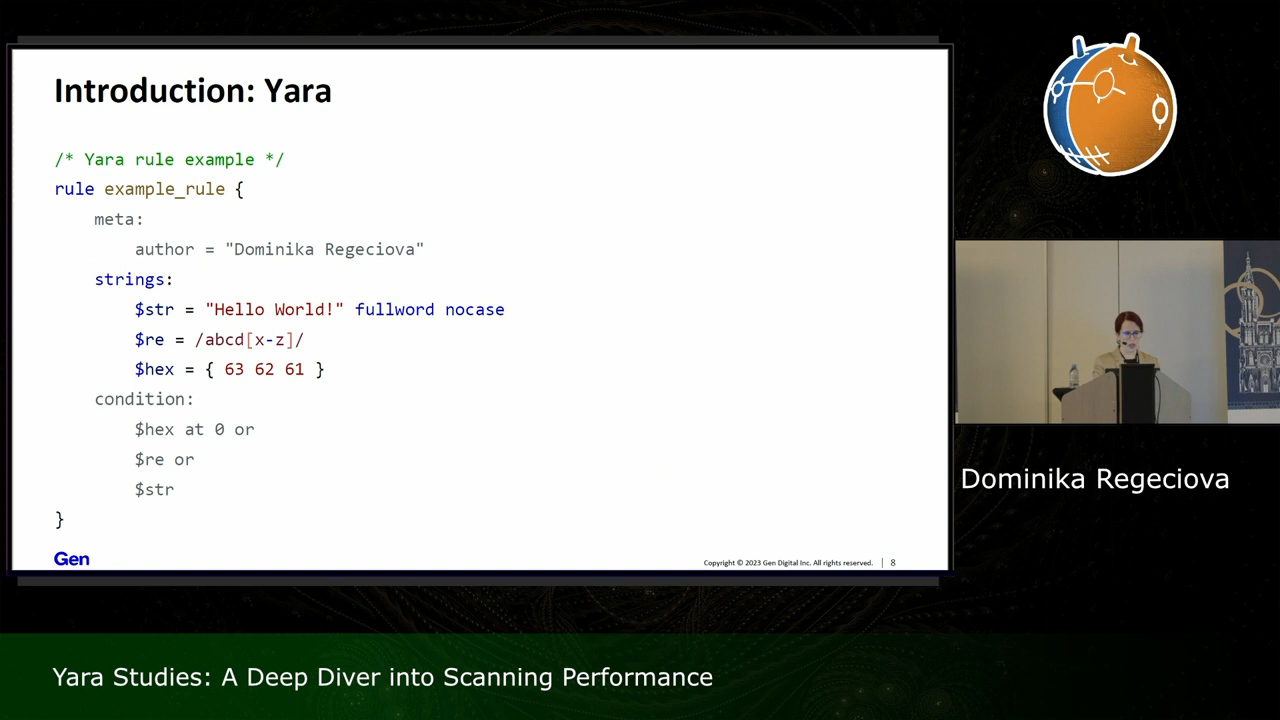 Introduction: Yara
/* Yara rule example */
rule example_rule {
meta:
author = "Dominika Regeciova"
strings:
$str = "Hello World!" fullword nocase
$re = /abcd[x-z]/
$hex = { 63 62 61 }
condition:
$hex at 0 or
$re or
$str
}
Gen
Copyright © 2023 Gen Digital Inc. All rights reserved. | 8
Dominika Regeciova
Yara Studies: A Deep Diver into Scanning Performance